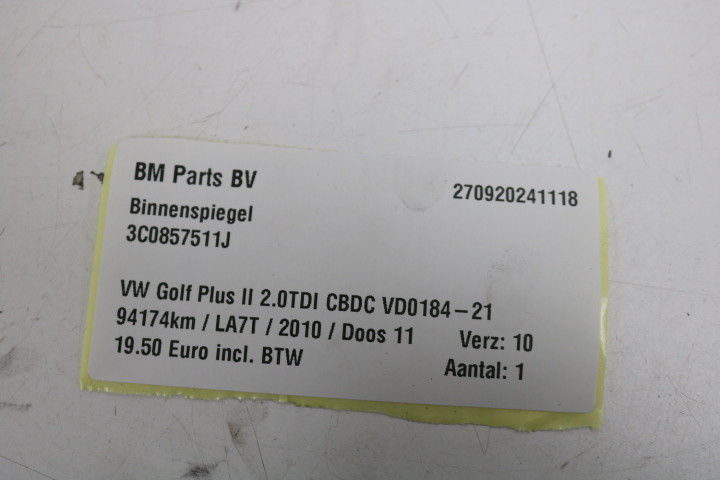 BM Parts BV 270920241118
Binnenspiegel
3C0857511J
VW Golf Plus II 2.0TDI CBDC VD0184-21
94174km / LA7T / 2010 / Doos 11 Verz: 10
19.50 Euro incl. BTW Aantal: 1